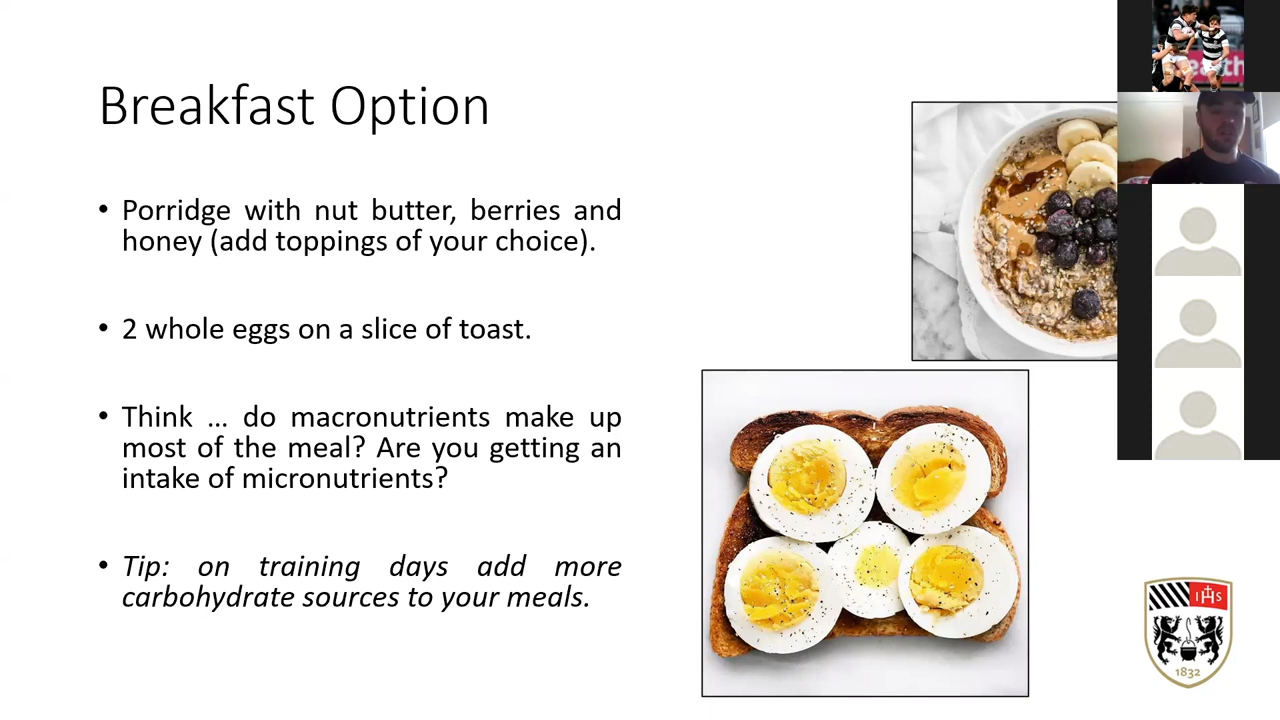 Breakfast Option
• Porridge with nut butter, berries and
honey (add toppings of your choice).
• 2 whole eggs on a slice of toast.
• Think ... do macronutrients make up
most of the meal? Are you getting an
intake of micronutrients?
• Tip: on training days add more
carbohydrate sources to your meals.
IHS
1832